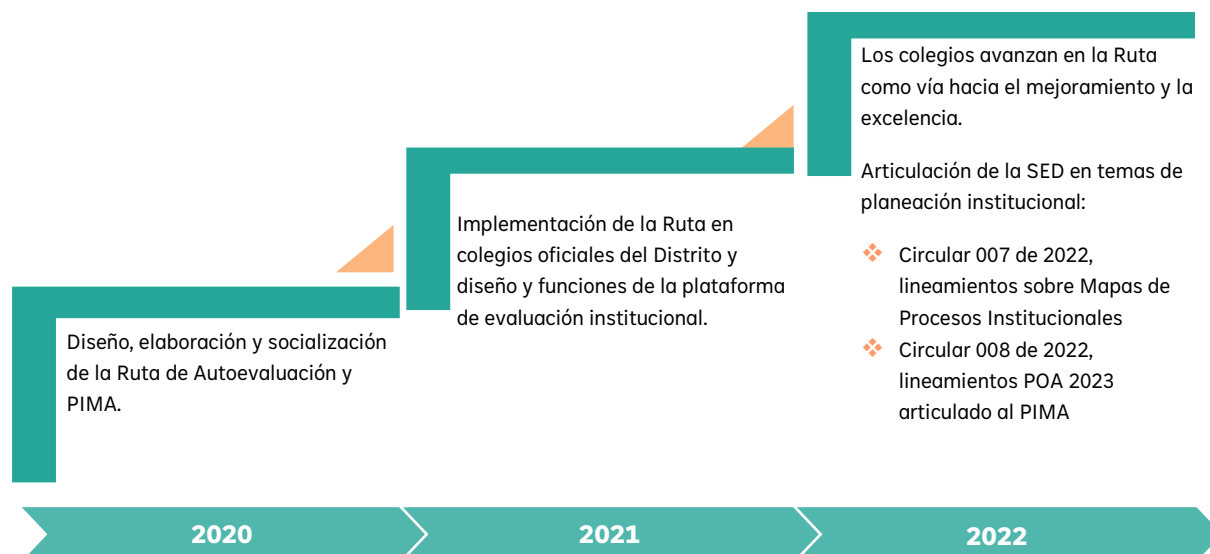 Los colegios avanzan en la Ruta
como vía hacia el mejoramiento y la
excelencia.
Articulación de la SED en temas de
planeación institucional:
Circular 007 de 2022,
lineamientos sobre Mapas de
Procesos Institucionales
Circular 008 de 2022,
lineamientos POA 2023
articulado al PIMA
Implementación de la Ruta en
colegios oficiales del Distrito y
diseño y funciones de la plataforma
de evaluación institucional.
Diseño, elaboración y socialización
de la Ruta de Autoevaluación y
PIMA.
2020
2021
2022